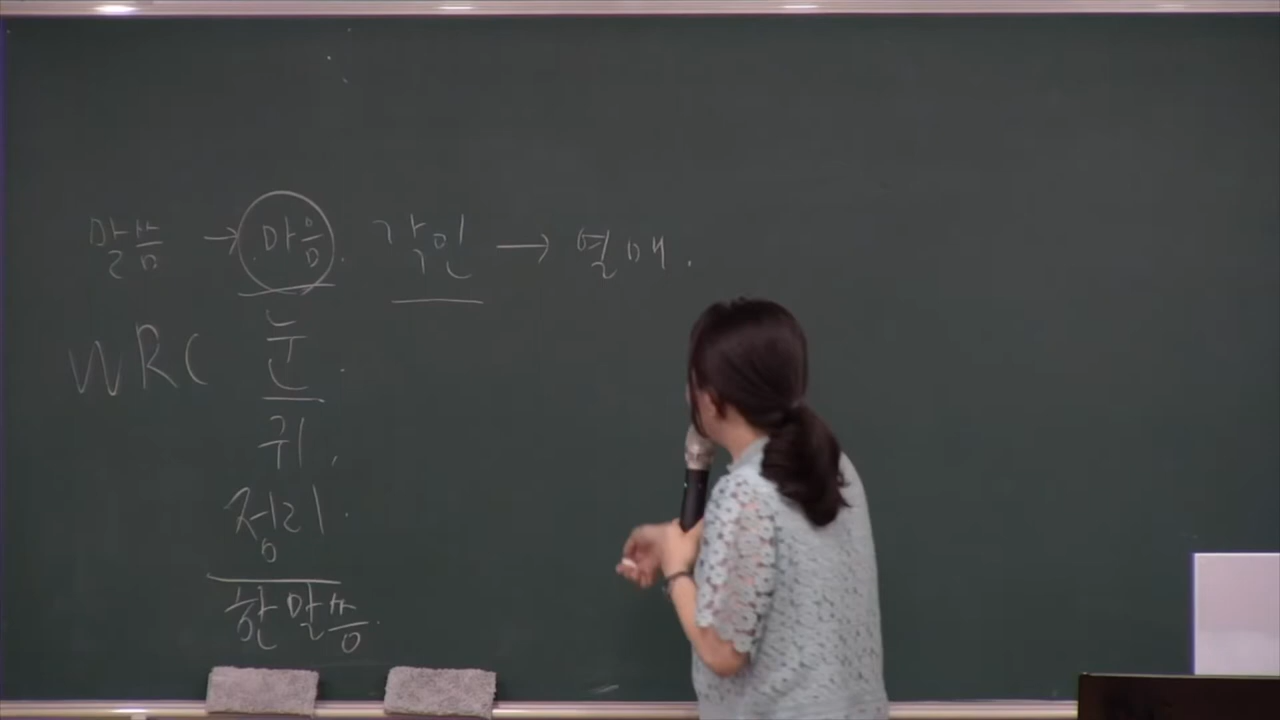 말씀 → 마음 각인 → 열매.
WRC 눈
귀
정리
한 말씀